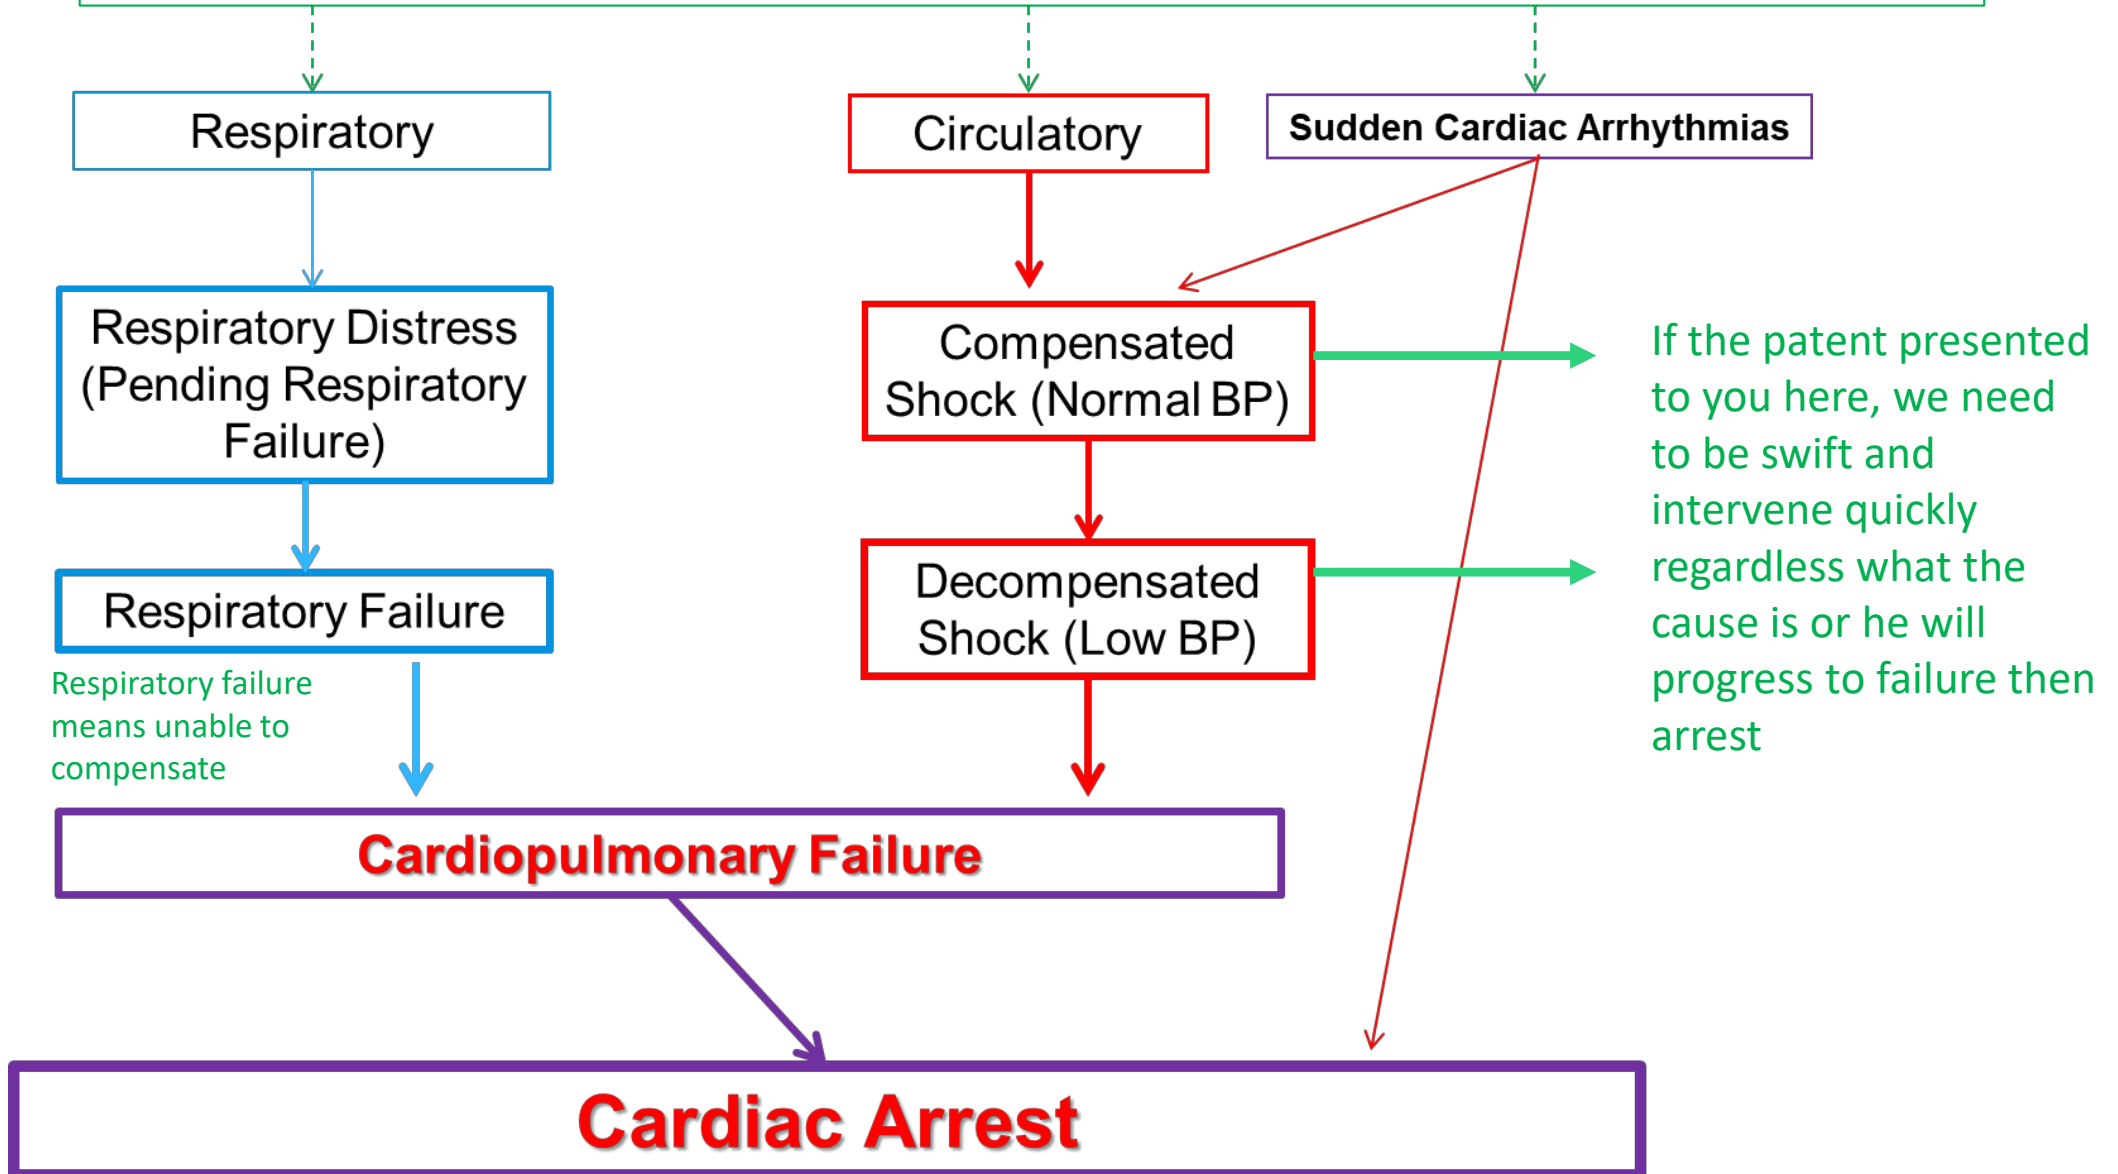 Respiratory
Circulatory
Sudden Cardiac Arrhythmias
Respiratory Distress
(Pending Respiratory
Failure)
Compensated
Shock (Normal BP)
If the patent presented
to you here, we need
to be swift and
intervene quickly
regardless what the
cause is or he will
progress to failure then
arrest
Respiratory Failure
Decompensated
Shock (Low BP)
Respiratory failure
means unable to
compensate
Cardiopulmonary Failure
Cardiac Arrest